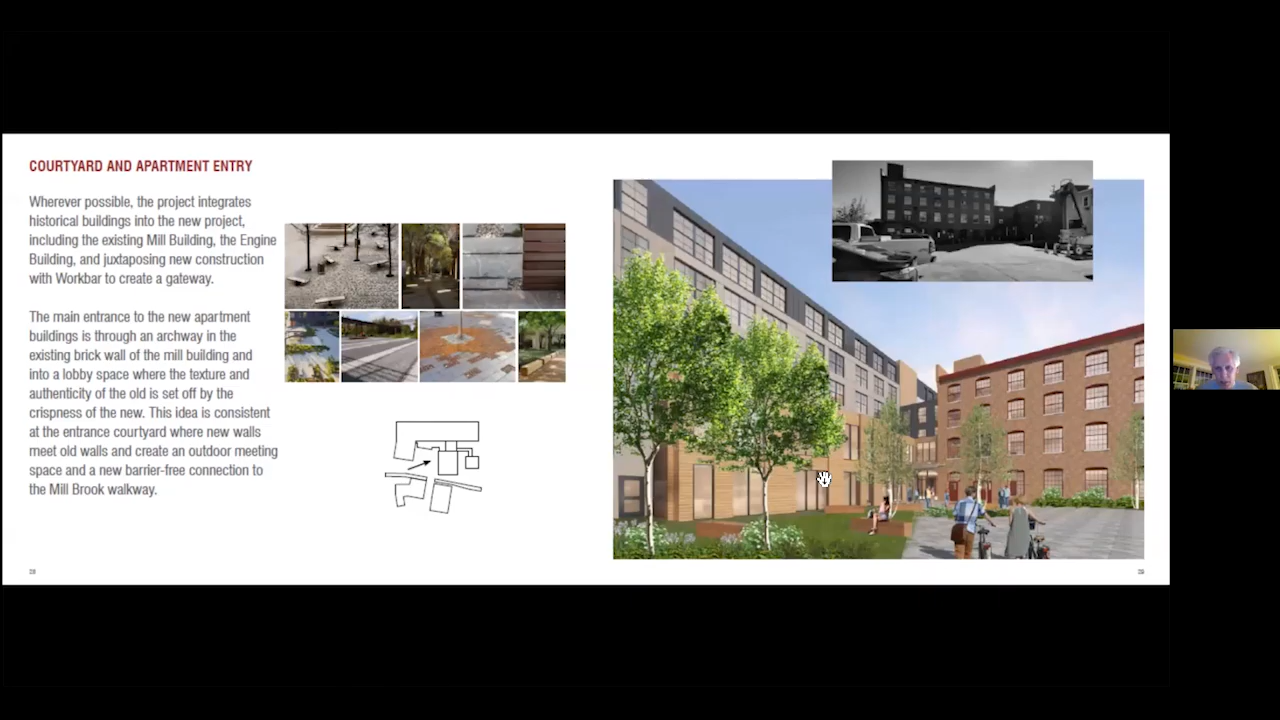 COURTYARD AND APARTMENT ENTRY
Wherever possible, the project integrates
historical buildings into the new project,
including the existing Mill Building, the Engine
Building, and juxtaposing new construction
with Workbar to create a gateway.
The main entrance to the new apartment
buildings is through an archway in the
existing brick wall of the mill building and
into a lobby space where the texture and
authenticity of the old is set off by the
crispness of the new. This idea is consistent
at the entrance courtyard where new walls
meet old walls and create an outdoor meeting
space and a new barrier-free connection to
the Mill Brook walkway.